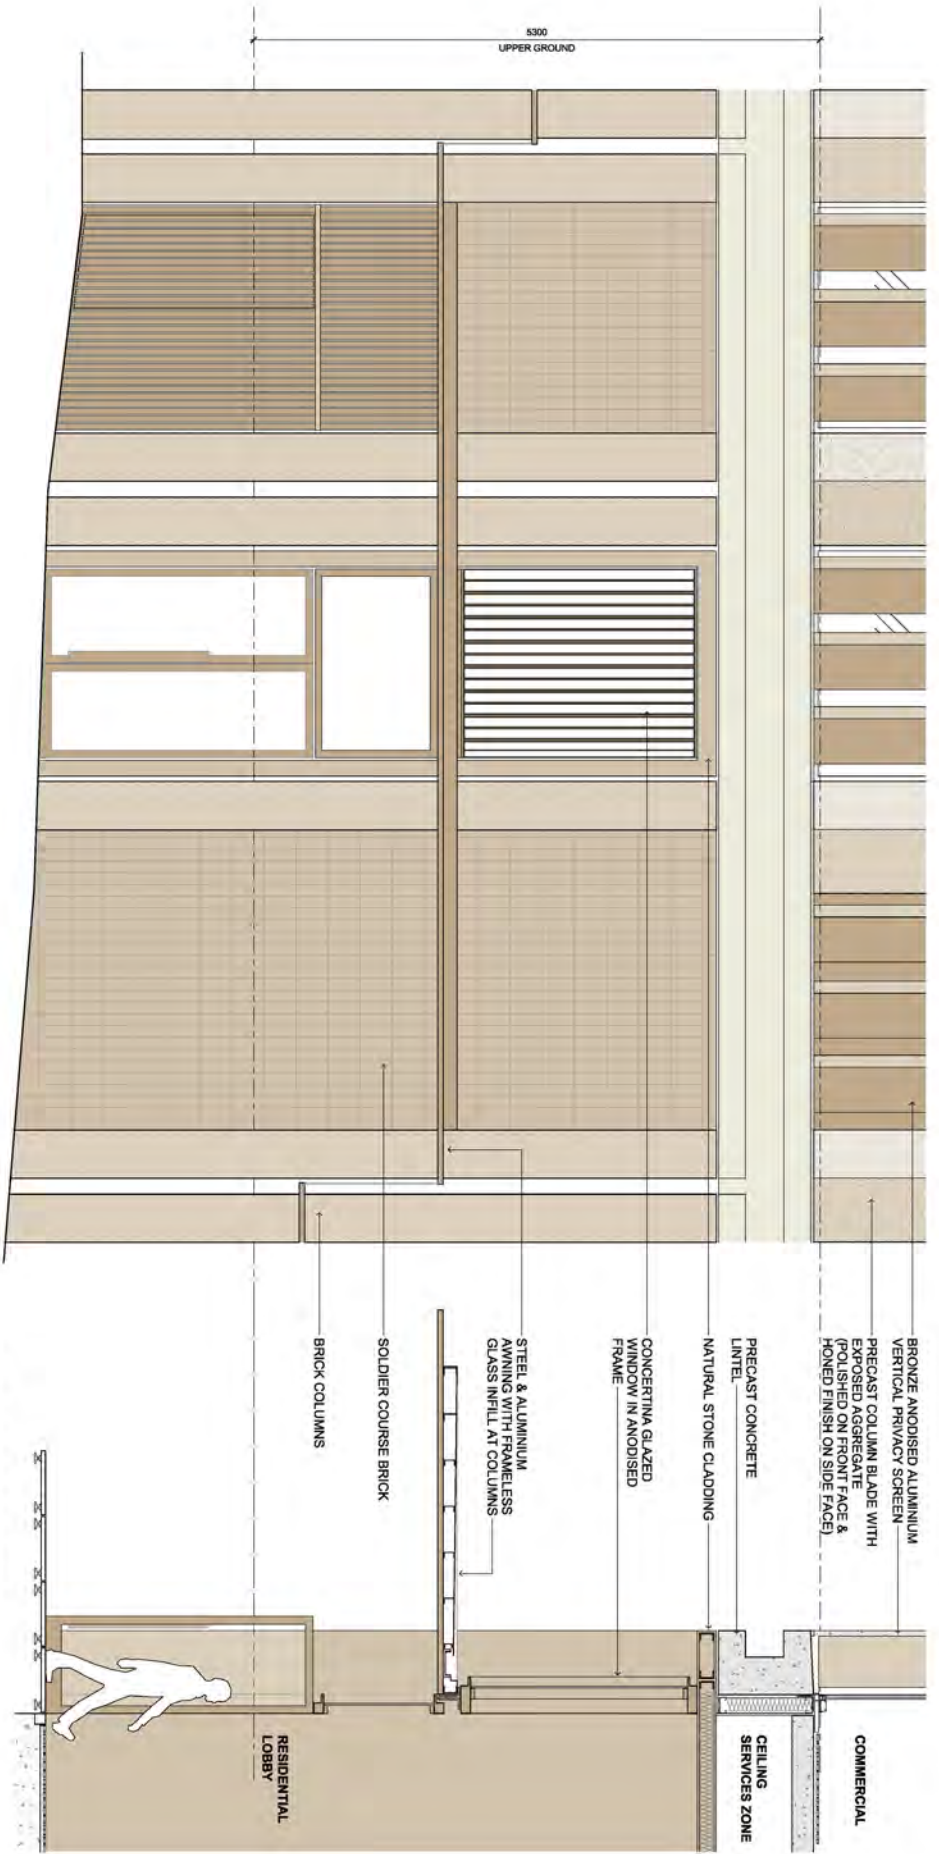 5300
UPPER GROUND
BRONZE ANODISED ALUMINIUM
VERTICAL PRIVACY SCREEN
PRECAST COLUMN BLADE WITH
EXPOSED AGGREGATE
(POLISHED ON FRONT FACE &
HONED FINISH ON SIDE FACE)
PRECAST CONCRETE
LINTEL
NATURAL STONE CLADDING
CONCERTINA GLAZED
WINDOW IN ANODISED
FRAME
STEEL & ALUMINIUM
AWNING WITH FRAMELESS
GLASS INFILL AT COLUMNS
SOLDIER COURSE BRICK
BRICK COLUMNS
COMMERCIAL
CEILING
SERVICES ZONE
RESIDENTIAL
LOBBY